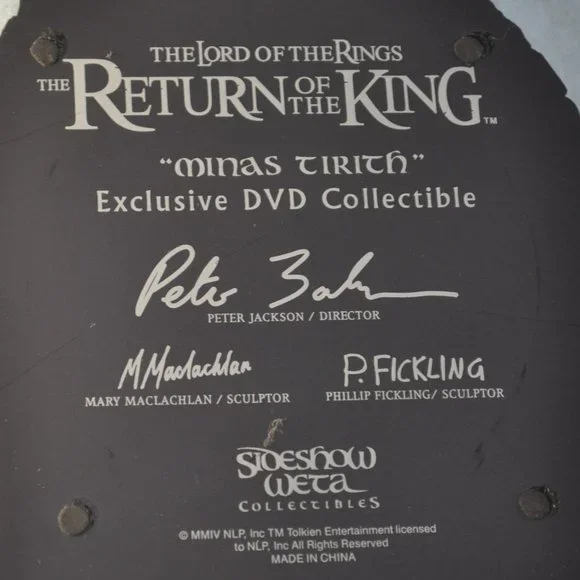 THE LORD OF THE RINGS
THE RETURN OF THE KING™
"MINAS TIRITH"
Exclusive DVD Collectible
Peter Jackson
PETER JACKSON / DIRECTOR
M Maclachlan P. FICKLING
MARY MACLACHLAN / SCULPTOR PHILLIP FICKLING/ SCULPTOR
SIDESHOW
WETA
COLLECTIBLES
© MMIV NLP, Inc TM Tolkien Entertainment licensed
to NLP, Inc All Rights Reserved
MADE IN CHINA